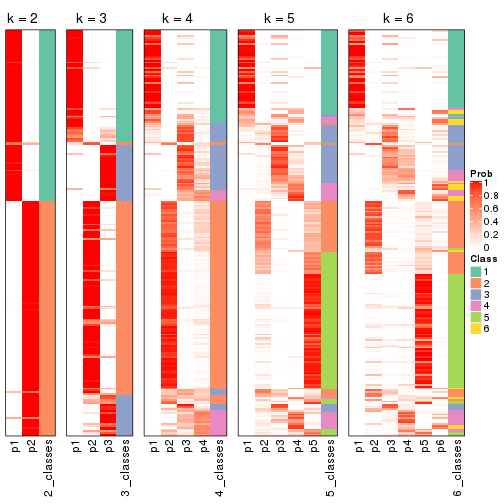 k = 2
k = 3
k = 4
k = 5
k = 6
p1
p2
2_classes
p1
p2
p3
3_classes
p1
p2
p3
p4
4_classes
p1
p2
p3
p4
p5
5_classes
p1
p2
p3
p4
p5
p6
6_classes
Prob
1
0.8
0.6
0.4
0.2
0
Class
1
2
3
4
5
6